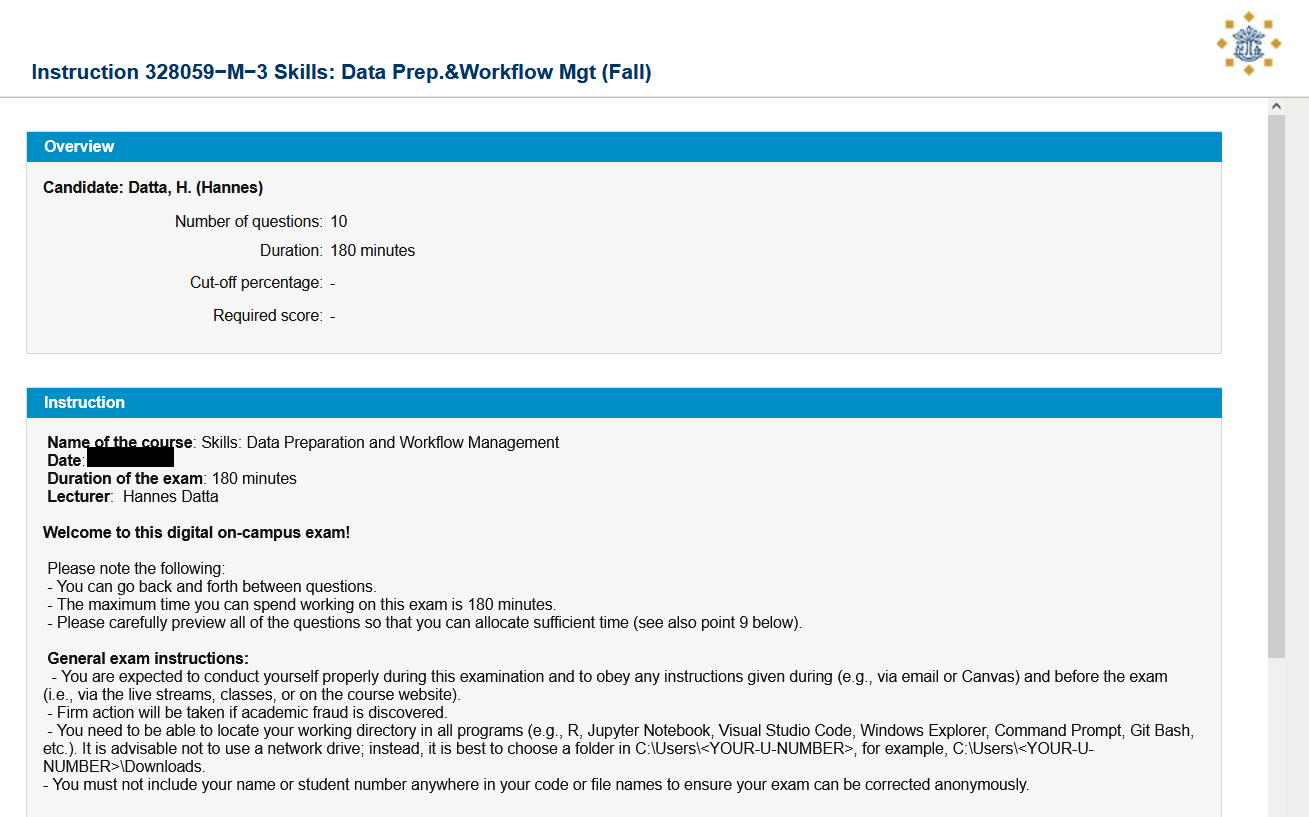 Instruction 328059−M−3 Skills: Data Prep.&Workflow Mgt (Fall)
Overview
Candidate: Datta, H. (Hannes)
Number of questions: 10
Duration: 180 minutes
Cut-off percentage: -
Required score: -
Instruction
Name of the course: Skills: Data Preparation and Workflow Management
Date:
Duration of the exam: 180 minutes
Lecturer: Hannes Datta
Welcome to this digital on-campus exam!
Please note the following:
- You can go back and forth between questions.
- The maximum time you can spend working on this exam is 180 minutes.
- Please carefully preview all of the questions so that you can allocate sufficient time (see also point 9 below).
General exam instructions:
- You are expected to conduct yourself properly during this examination and to obey any instructions given during (e.g., via email or Canvas) and before the exam
(i.e., via the live streams, classes, or on the course website).
- Firm action will be taken if academic fraud is discovered.
- You need to be able to locate your working directory in all programs (e.g., R, Jupyter Notebook, Visual Studio Code, Windows Explorer, Command Prompt, Git Bash,
etc.). It is advisable not to use a network drive; instead, it is best to choose a folder in C:\Users\<YOUR-U-NUMBER>, for example, C:\Users\<YOUR-U-
NUMBER>\Downloads.
- You must not include your name or student number anywhere in your code or file names to ensure your exam can be corrected anonymously.